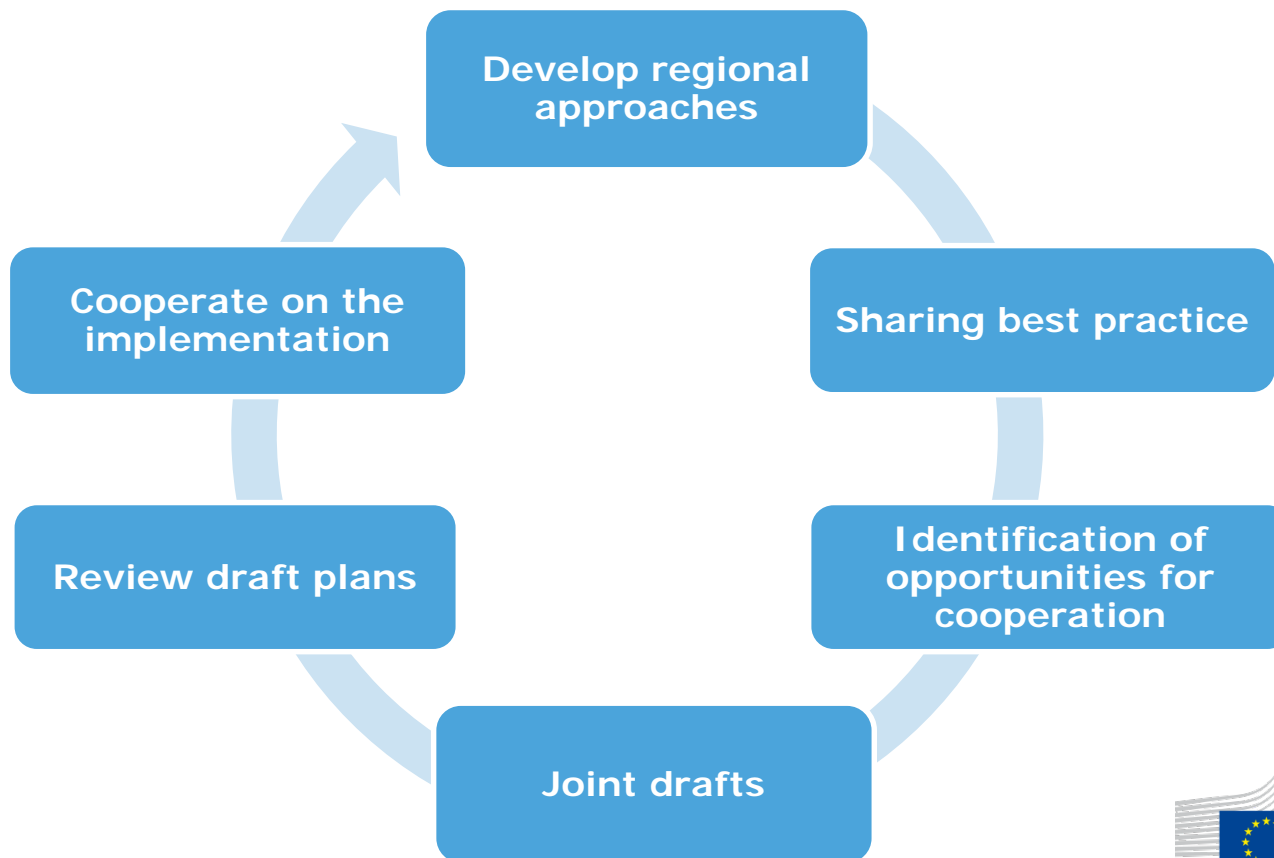 Develop regional
approaches
Sharing best practice
Identification of
opportunities for
cooperation
Joint drafts
Review draft plans
Cooperate on the
implementation